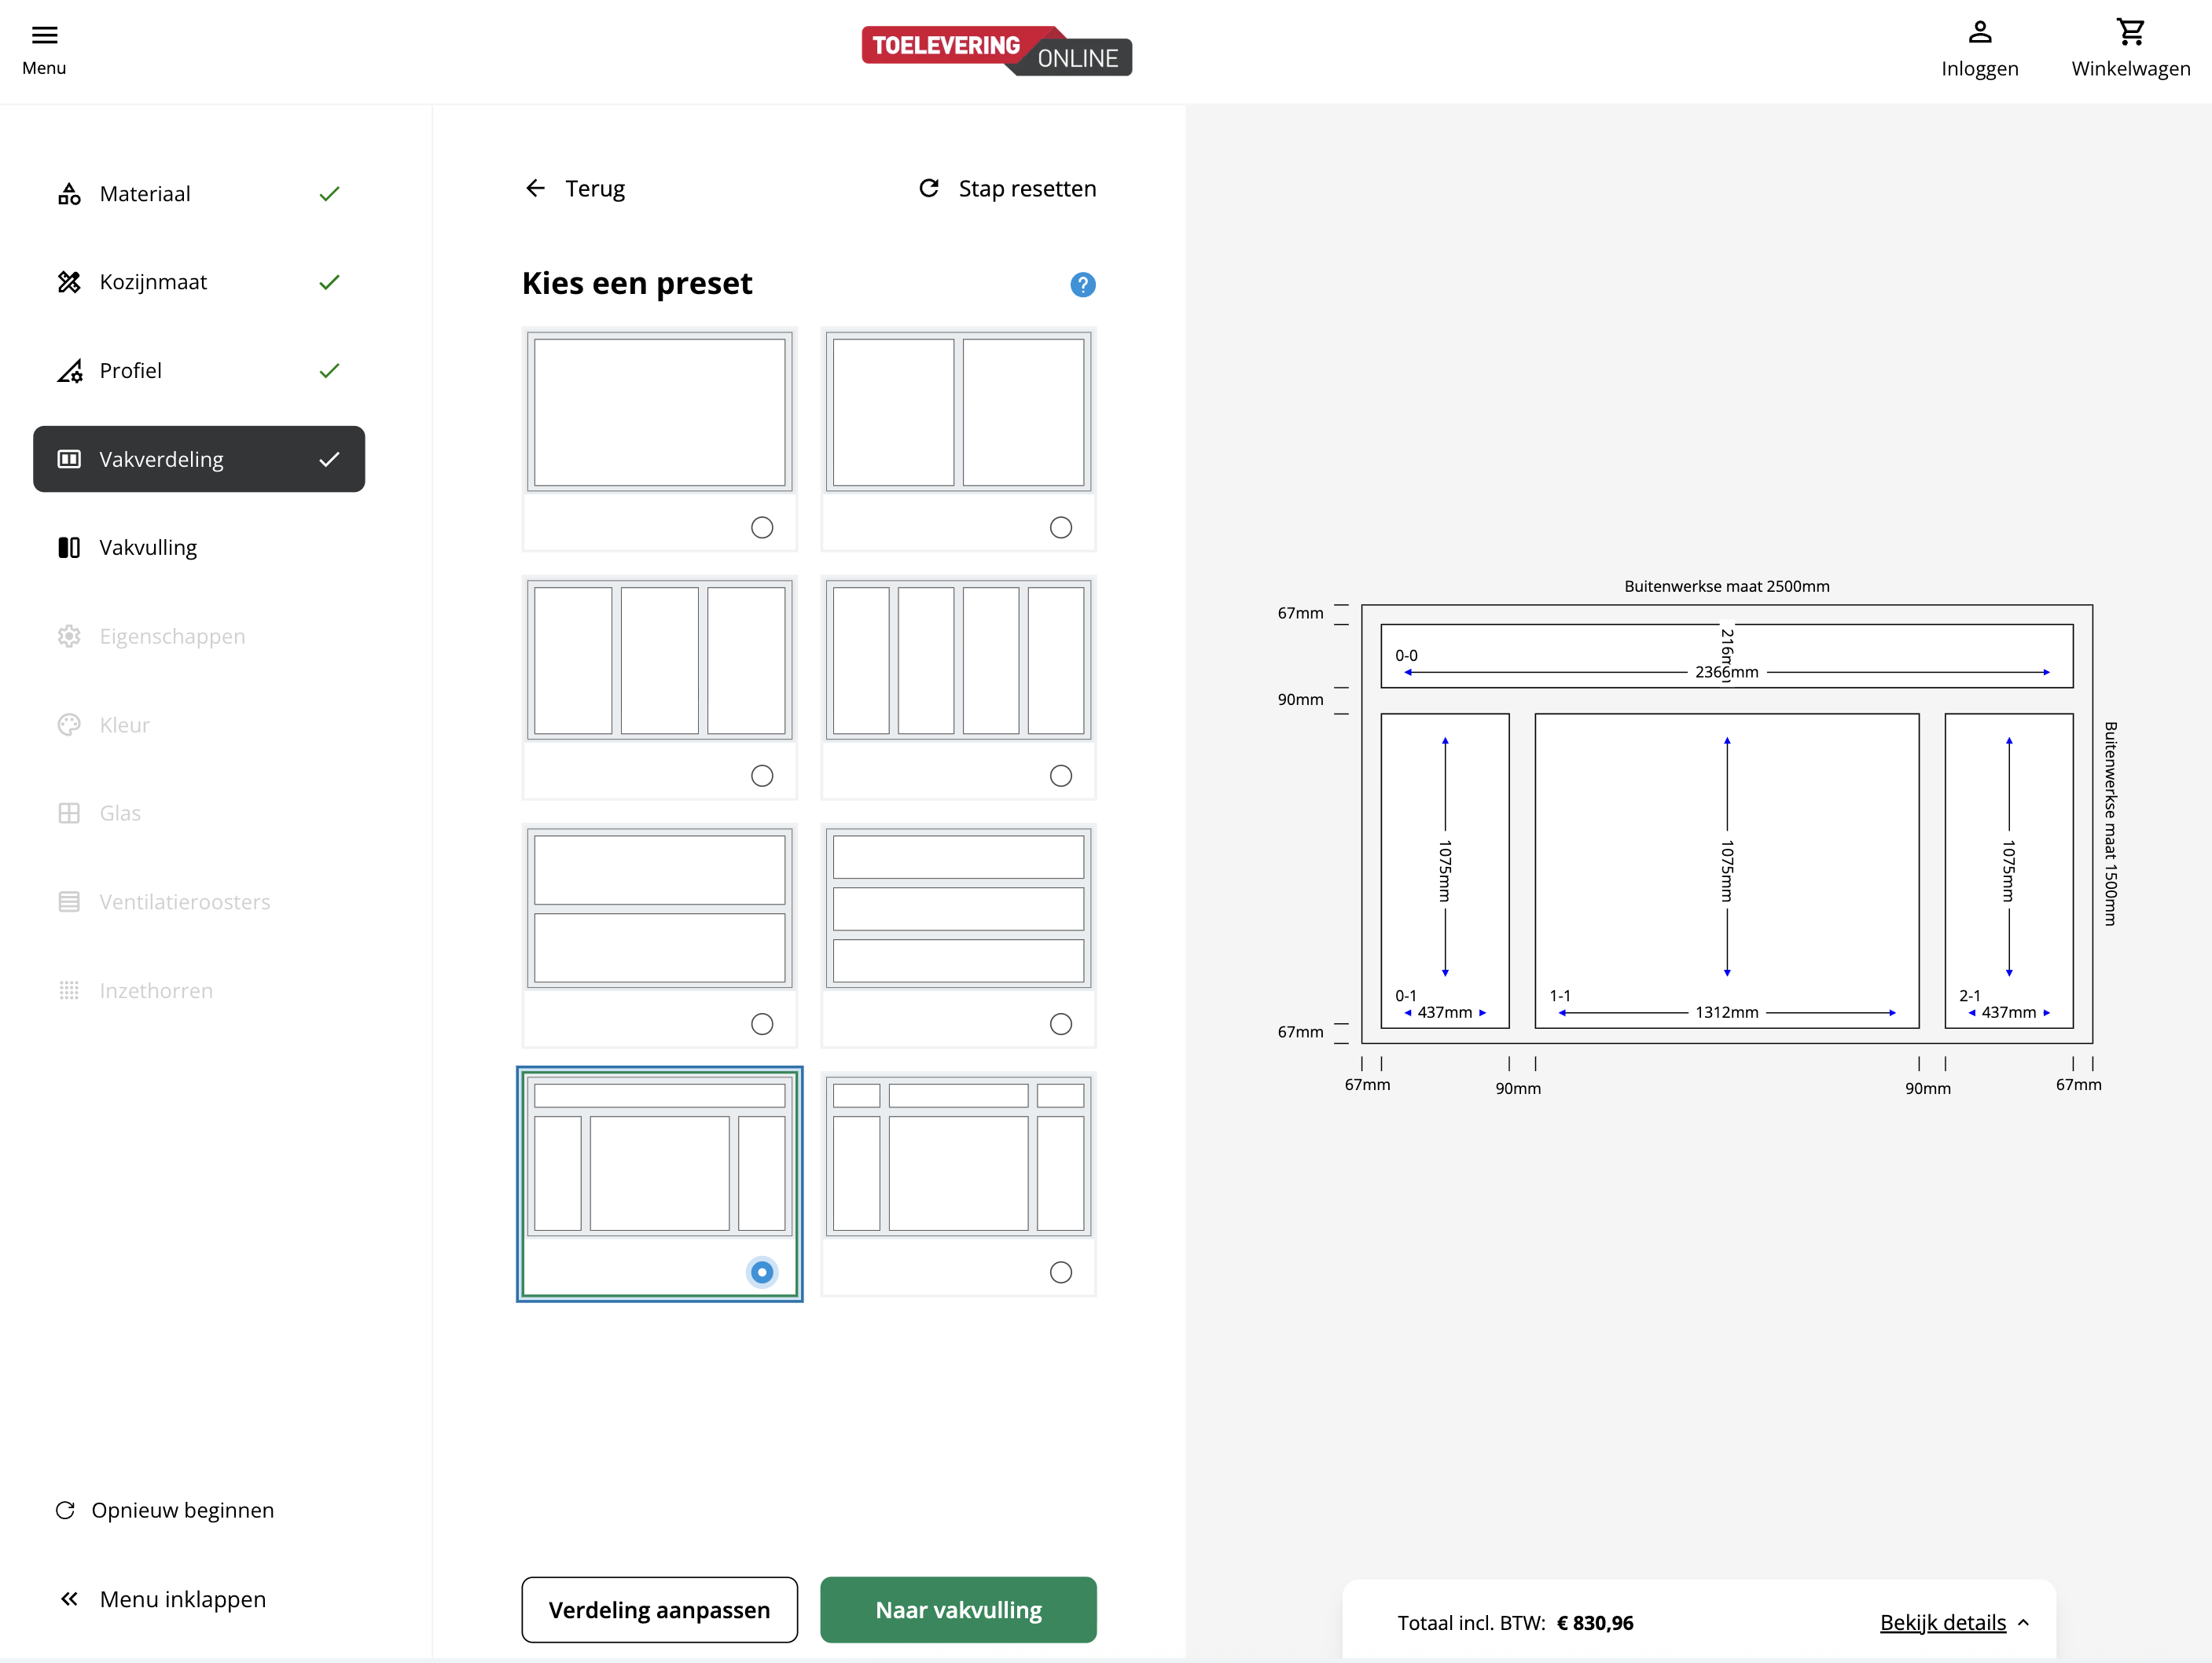 Menu
TOELEVERING
ONLINE
Inloggen
Winkelwagen
Materiaal
Kozijnmaat
Profiel
Vakverdeling
Vakvulling
Eigenschappen
Kleur
Glas
Ventilatieroosters
Inzethorren
Opnieuw beginnen
Menu inklappen
Terug
Stap resetten
Kies een preset
?
Verdeling aanpassen
Naar vakvulling
Buitenwerkse maat 2500mm
67mm
0-0
2366mm
90mm
1075mm
1075mm
1075mm
Buitenwerkse maat 1500mm
0-1
437mm
1-1
1312mm
2-1
437mm
67mm
67mm
90mm
90mm
67mm
Totaal incl. BTW: € 830,96
Bekijk details